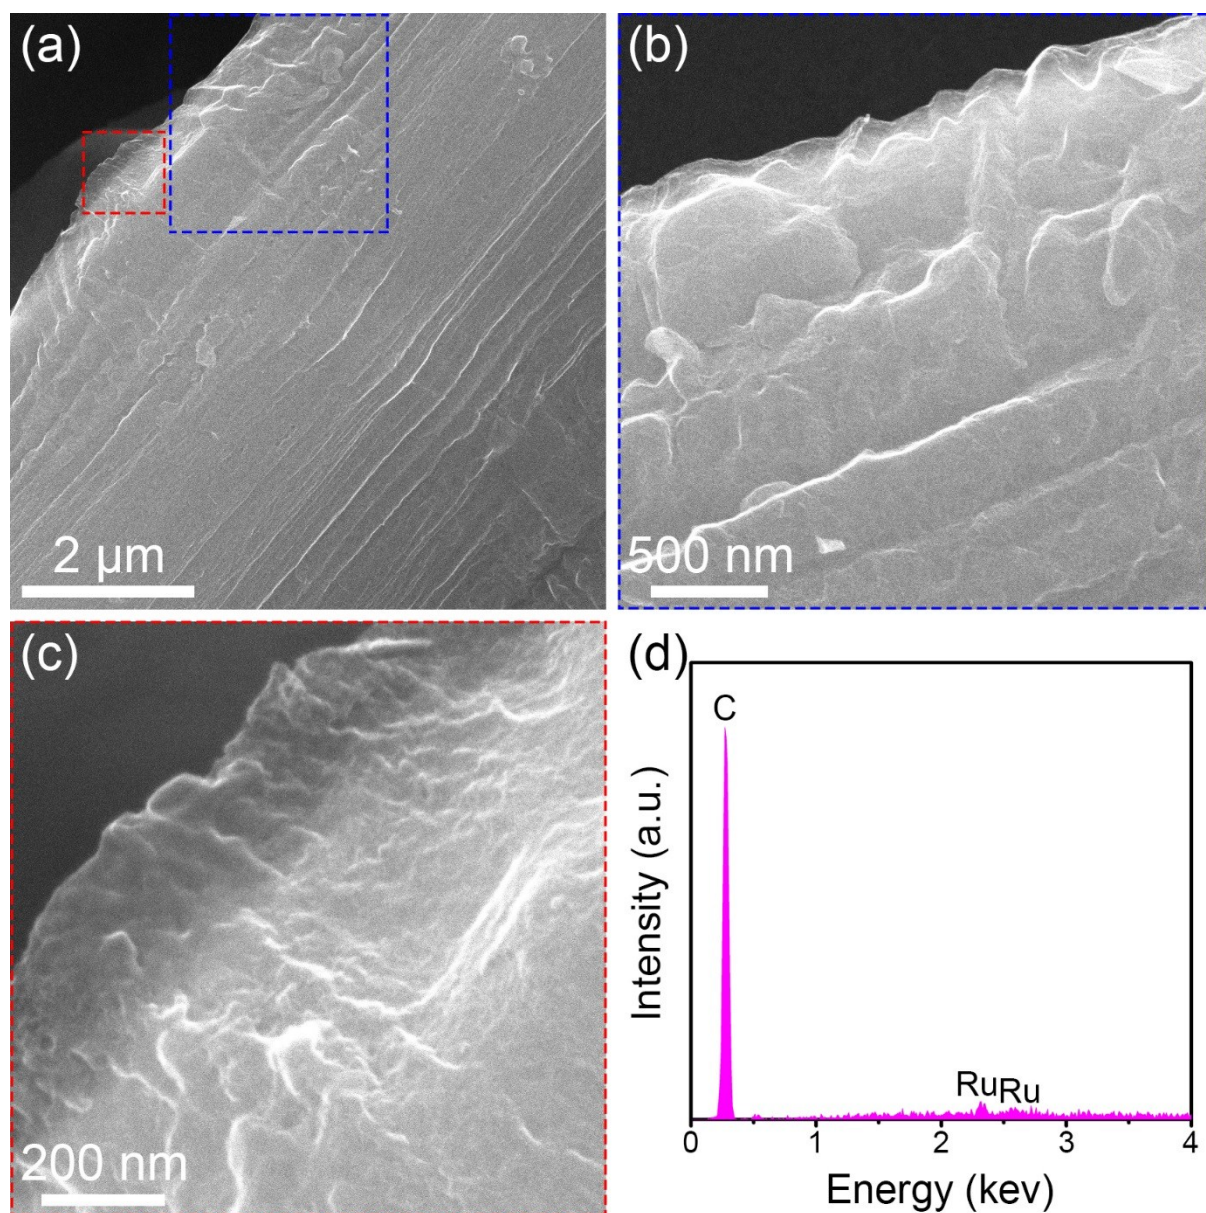 (a)
2 μm
(b)
500 nm
(c)
200 nm
(d)
C
Ru Ru
Intensity (a.u.)
0 1 2 3 4
Energy (kev)